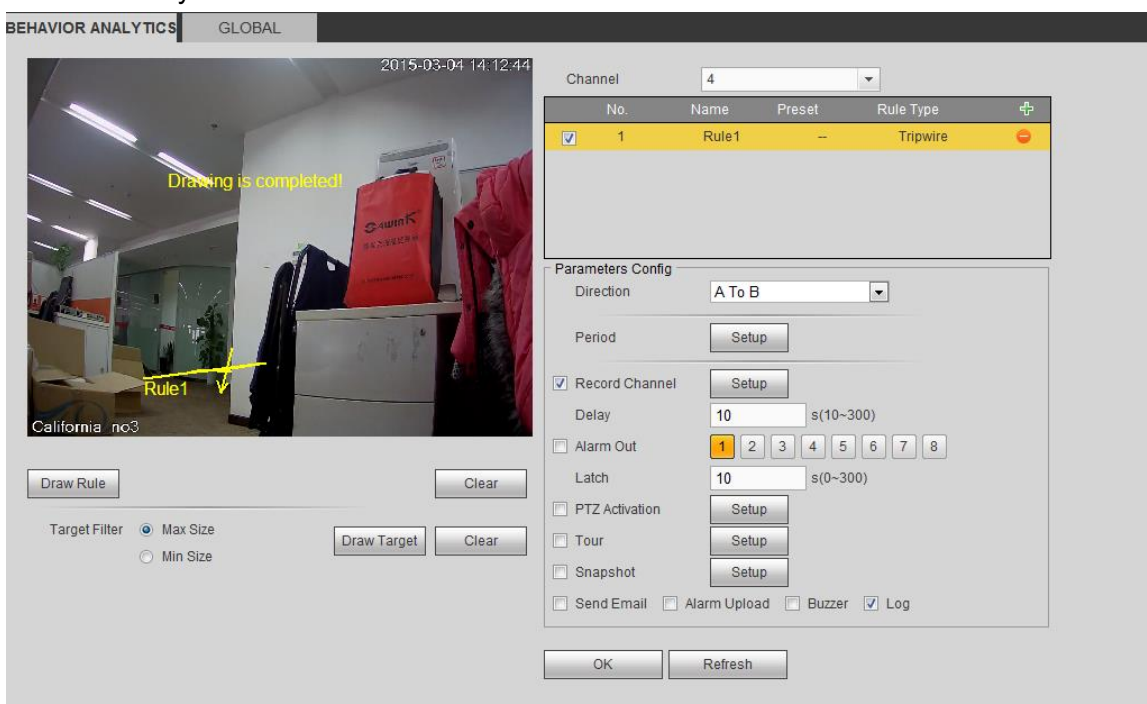 BEHAVIOR ANALYTICS GLOBAL
2015-03-04 14:12:44
Drawing is completed!
SAWINK
Rule1
California no3
Draw Rule Clear
Target Filter Max Size
Min Size
Draw Target Clear
Channel 4
No. Name Preset Rule Type
1 Rule1 -- Tripwire
Parameters Config
Direction A To B
Period Setup
Record Channel Setup
Delay 10 s(10~300)
Alarm Out 1 2 3 4 5 6 7 8
Latch 10 s(0~300)
PTZ Activation Setup
Tour Setup
Snapshot Setup
Send Email Alarm Upload Buzzer Log
OK Refresh